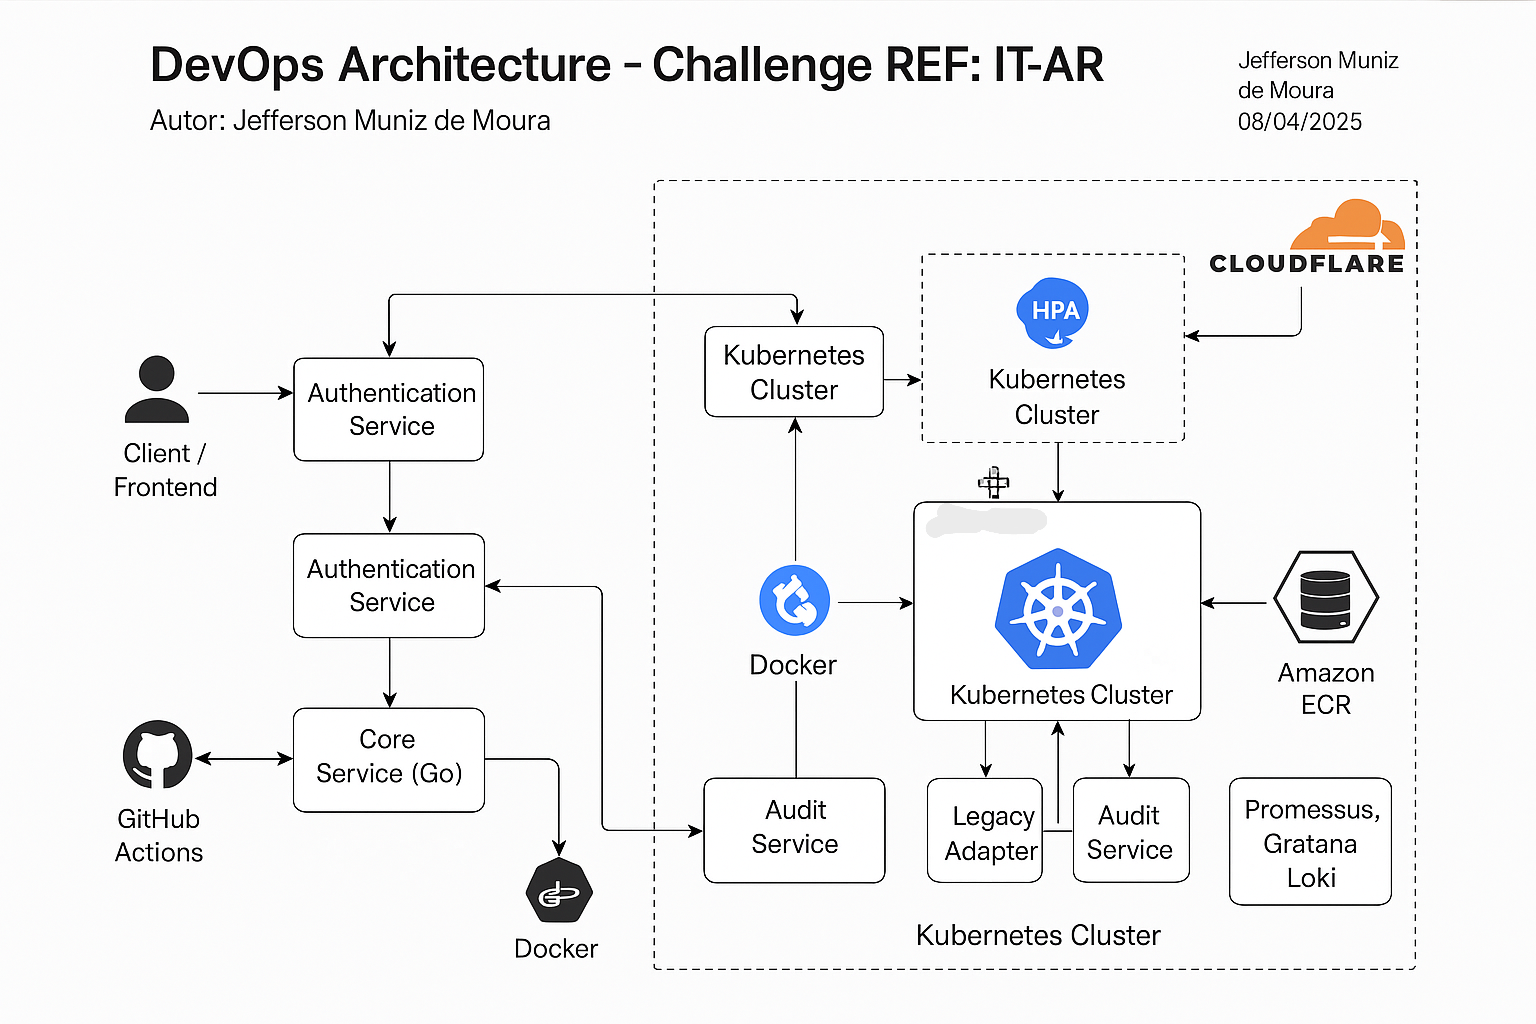 DevOps Architecture - Challenge REF: IT-AR
Autor: Jefferson Muniz de Moura
Jefferson Muniz
de Moura
08/04/2025
CLOUDFLARE
HPA
Kubernetes
Cluster
Kubernetes
Cluster
Authentication
Service
Client /
Frontend
Authentication
Service
Docker
Kubernetes Cluster
Amazon
ECR
Core
Service (Go)
GitHub
Actions
Docker
Audit
Service
Legacy
Adapter
Audit
Service
Promessus,
Gratana
Loki
Kubernetes Cluster